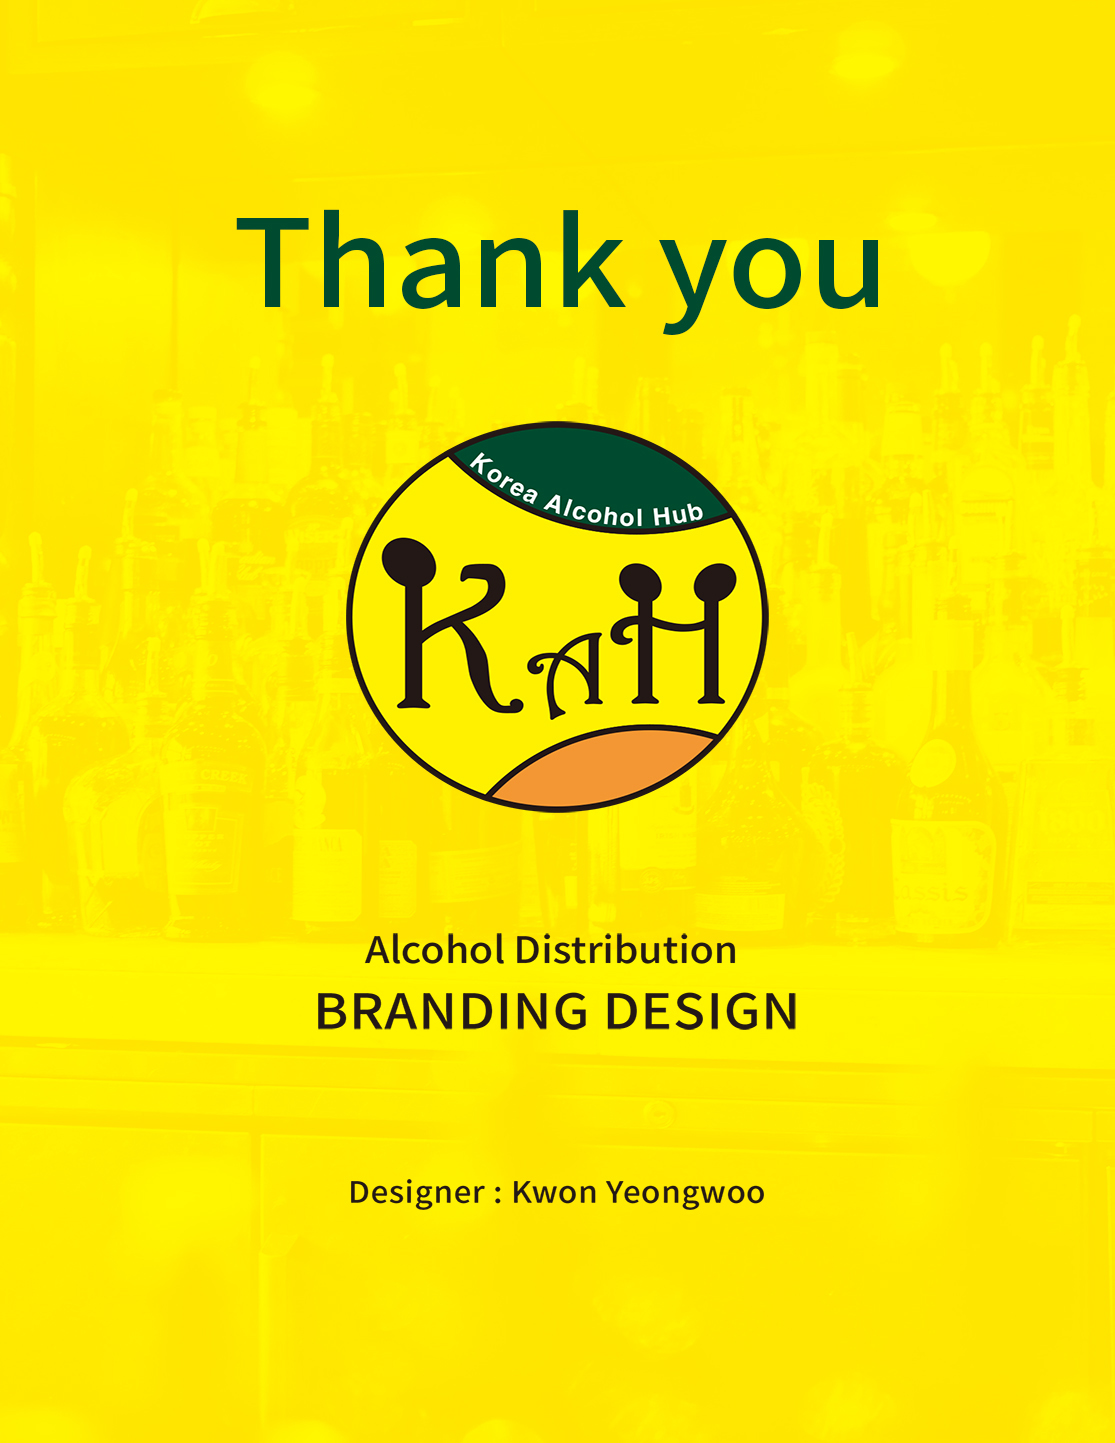 Thank you
Korea Alcohol Hub
KAH
Alcohol Distribution
BRANDING DESIGN
Designer : Kwon Yeongwoo